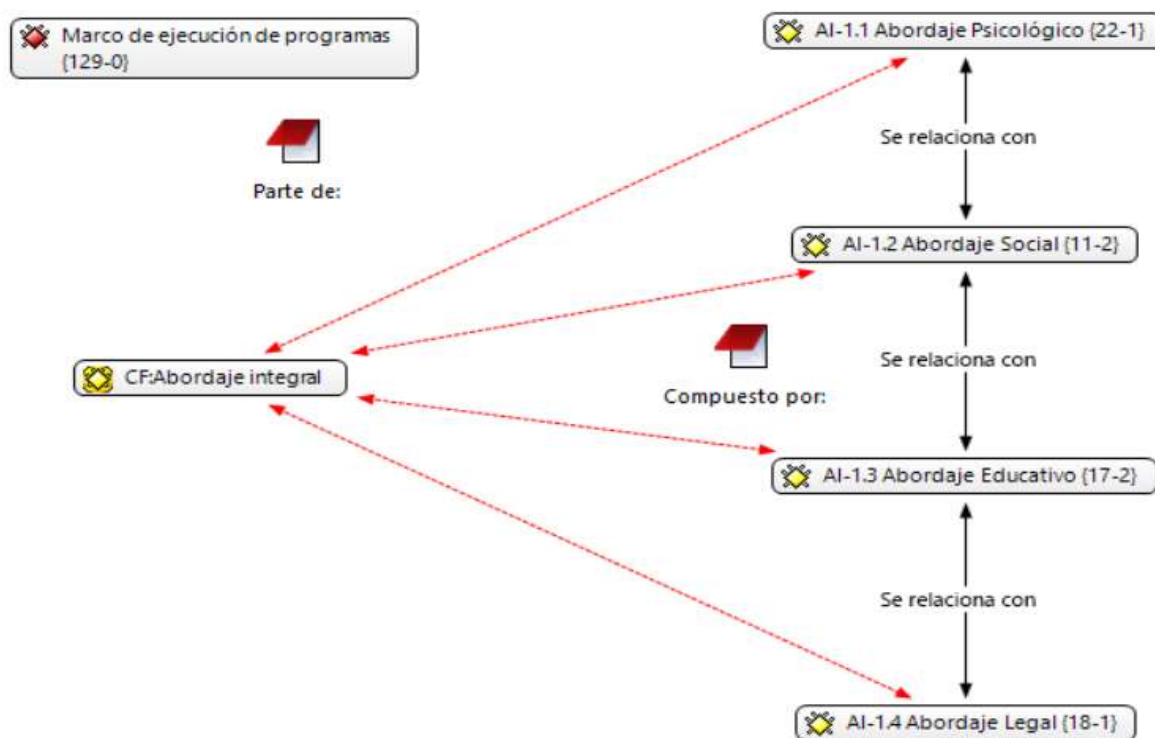 Marco de ejecución de programas
{129-0}
AI-1.1 Abordaje Psicológico {22-1}
Se relaciona con
Parte de:
AI-1.2 Abordaje Social {11-2}
Se relaciona con
CF:Abordaje integral
Compuesto por:
AI-1.3 Abordaje Educativo {17-2}
Se relaciona con
AI-1.4 Abordaje Legal {18-1}